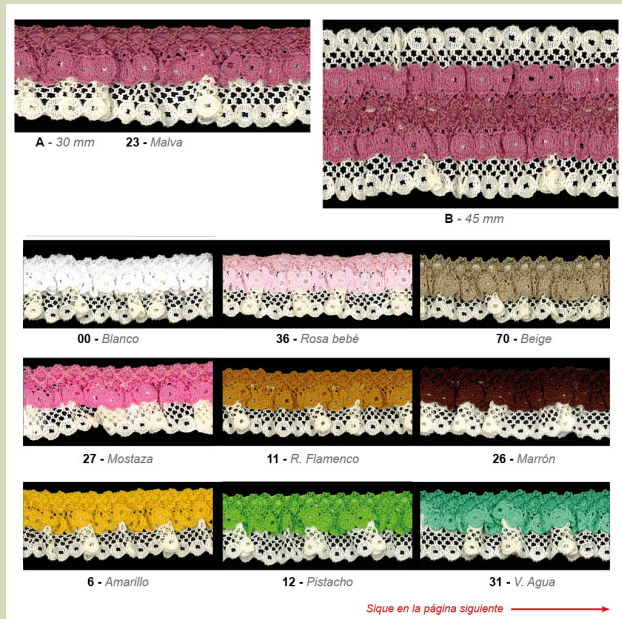 A - 30 mm 23 - Malva
B - 45 mm
00 - Blanco 36 - Rosa bebé 70 - Beige
27 - Mostaza 11 - R. Flamenco 26 - Marrón
6 - Amarillo 12 - Pistacho 31 - V. Agua
Sique en la página siguiente